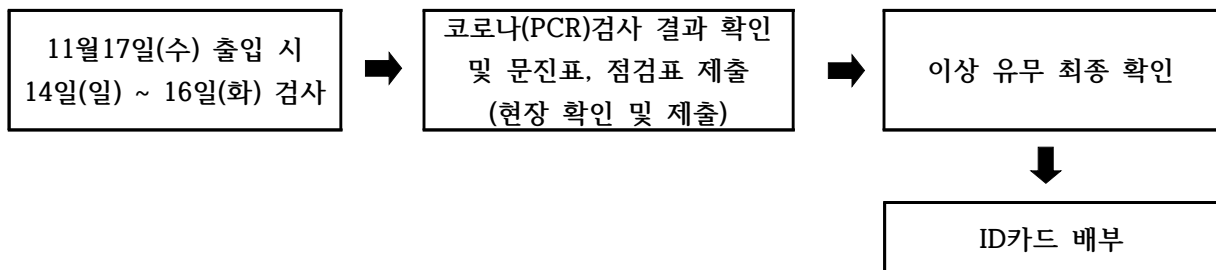 11월17일(수) 출입 시
14일(일) ~ 16일(화) 검사
코로나(PCR)검사 결과 확인
및 문진표, 점검표 제출
(현장 확인 및 제출)
이상 유무 최종 확인
ID카드 배부